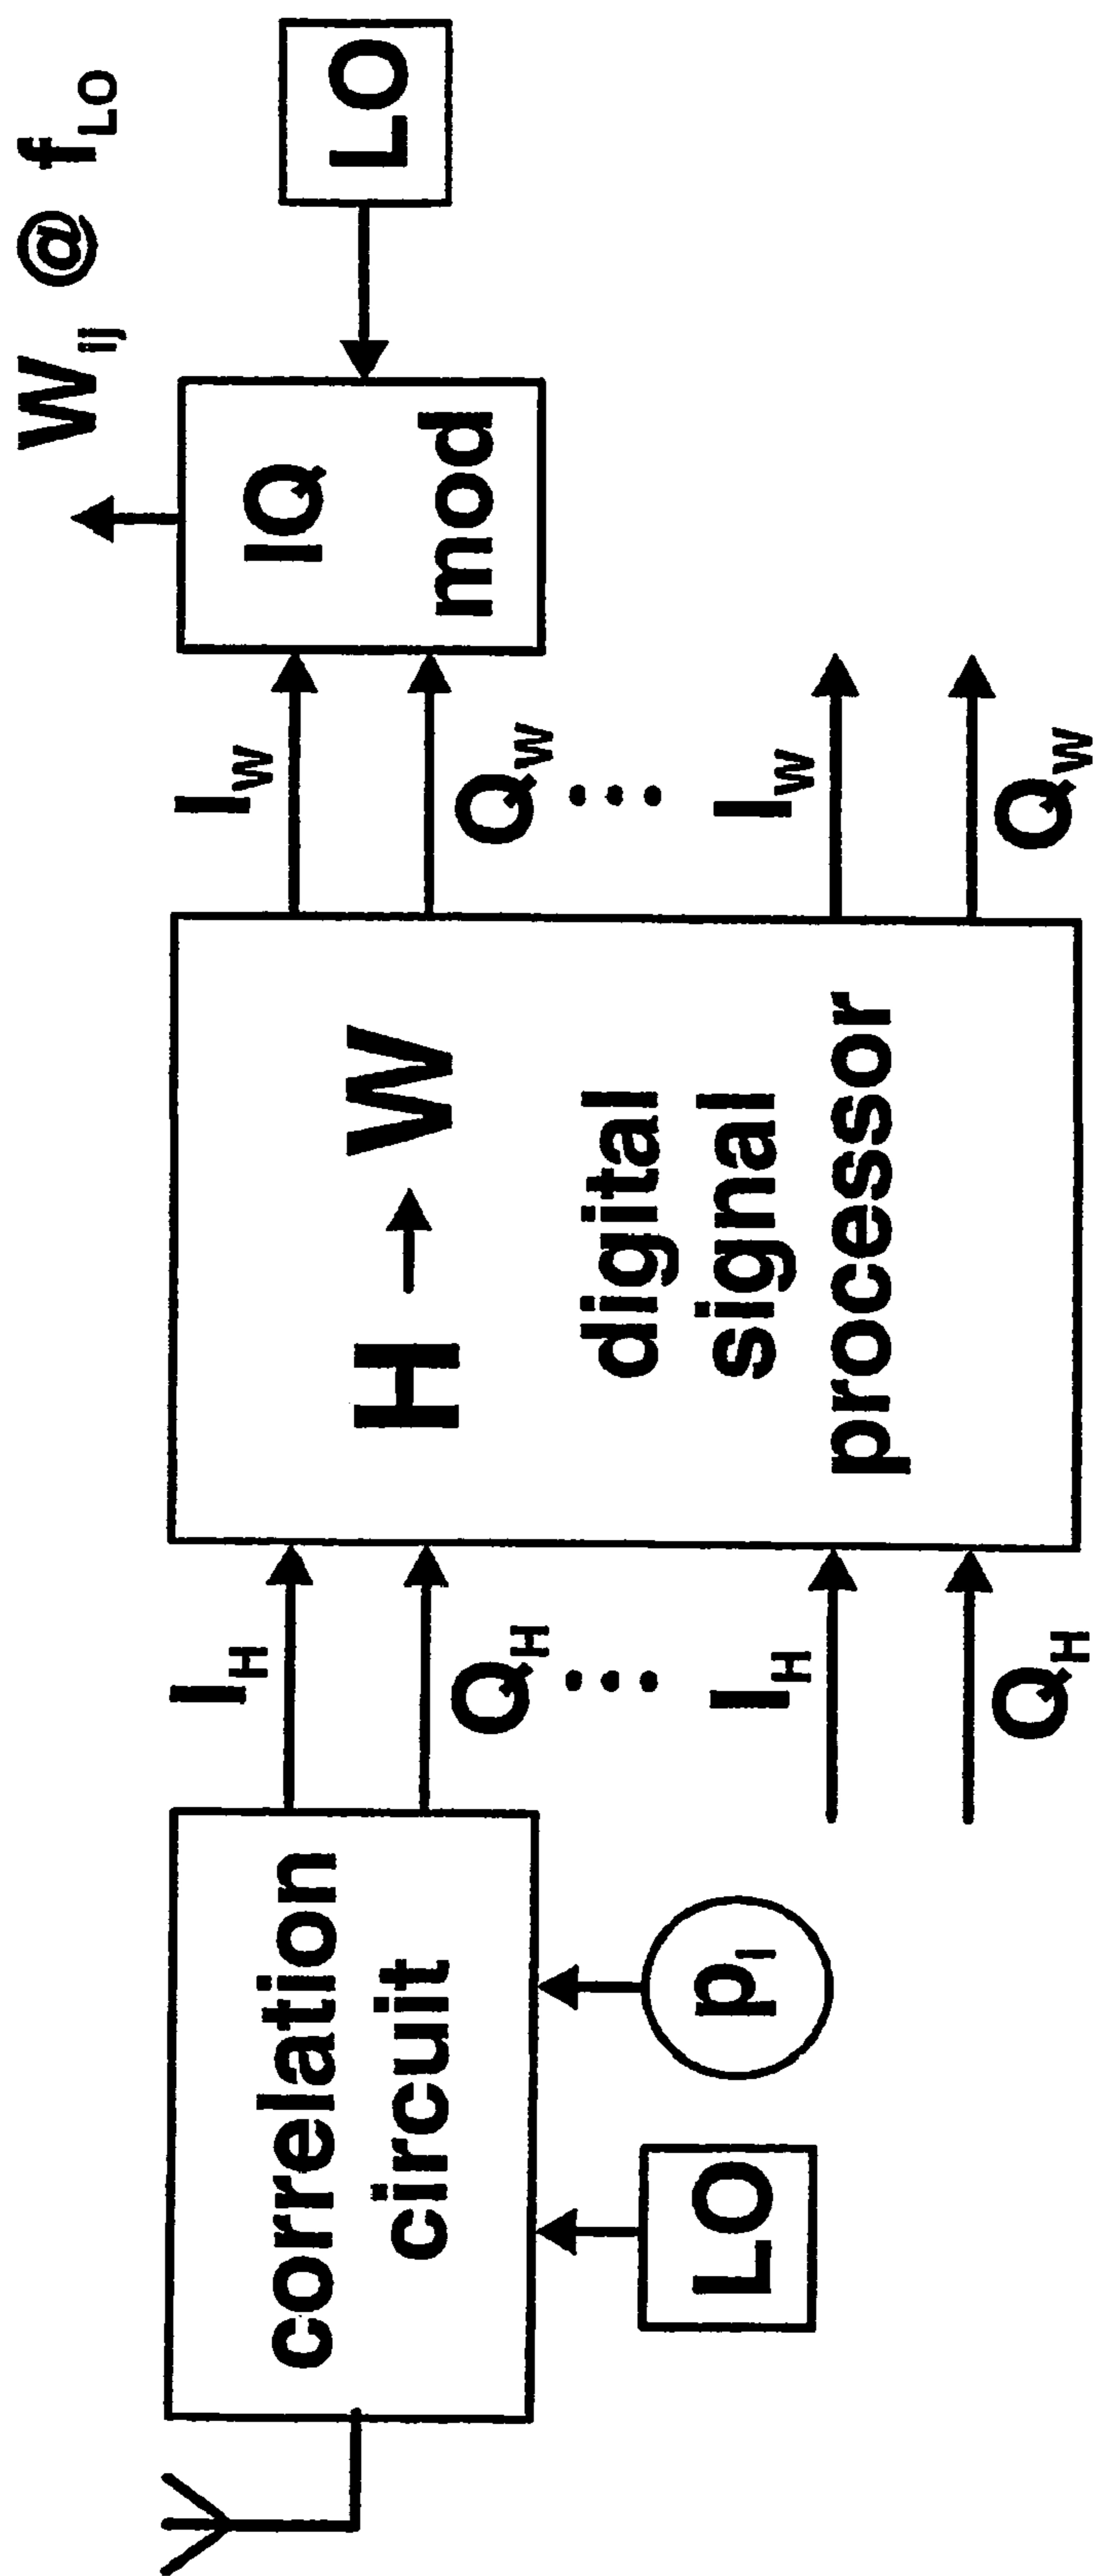 W_ij @ f_LO
correlation
circuit
LO
p_i
I_H
Q_H
I_H
Q_H
H → W
digital
signal
processor
I_W
Q_W
I_W
Q_W
IQ
mod
LO